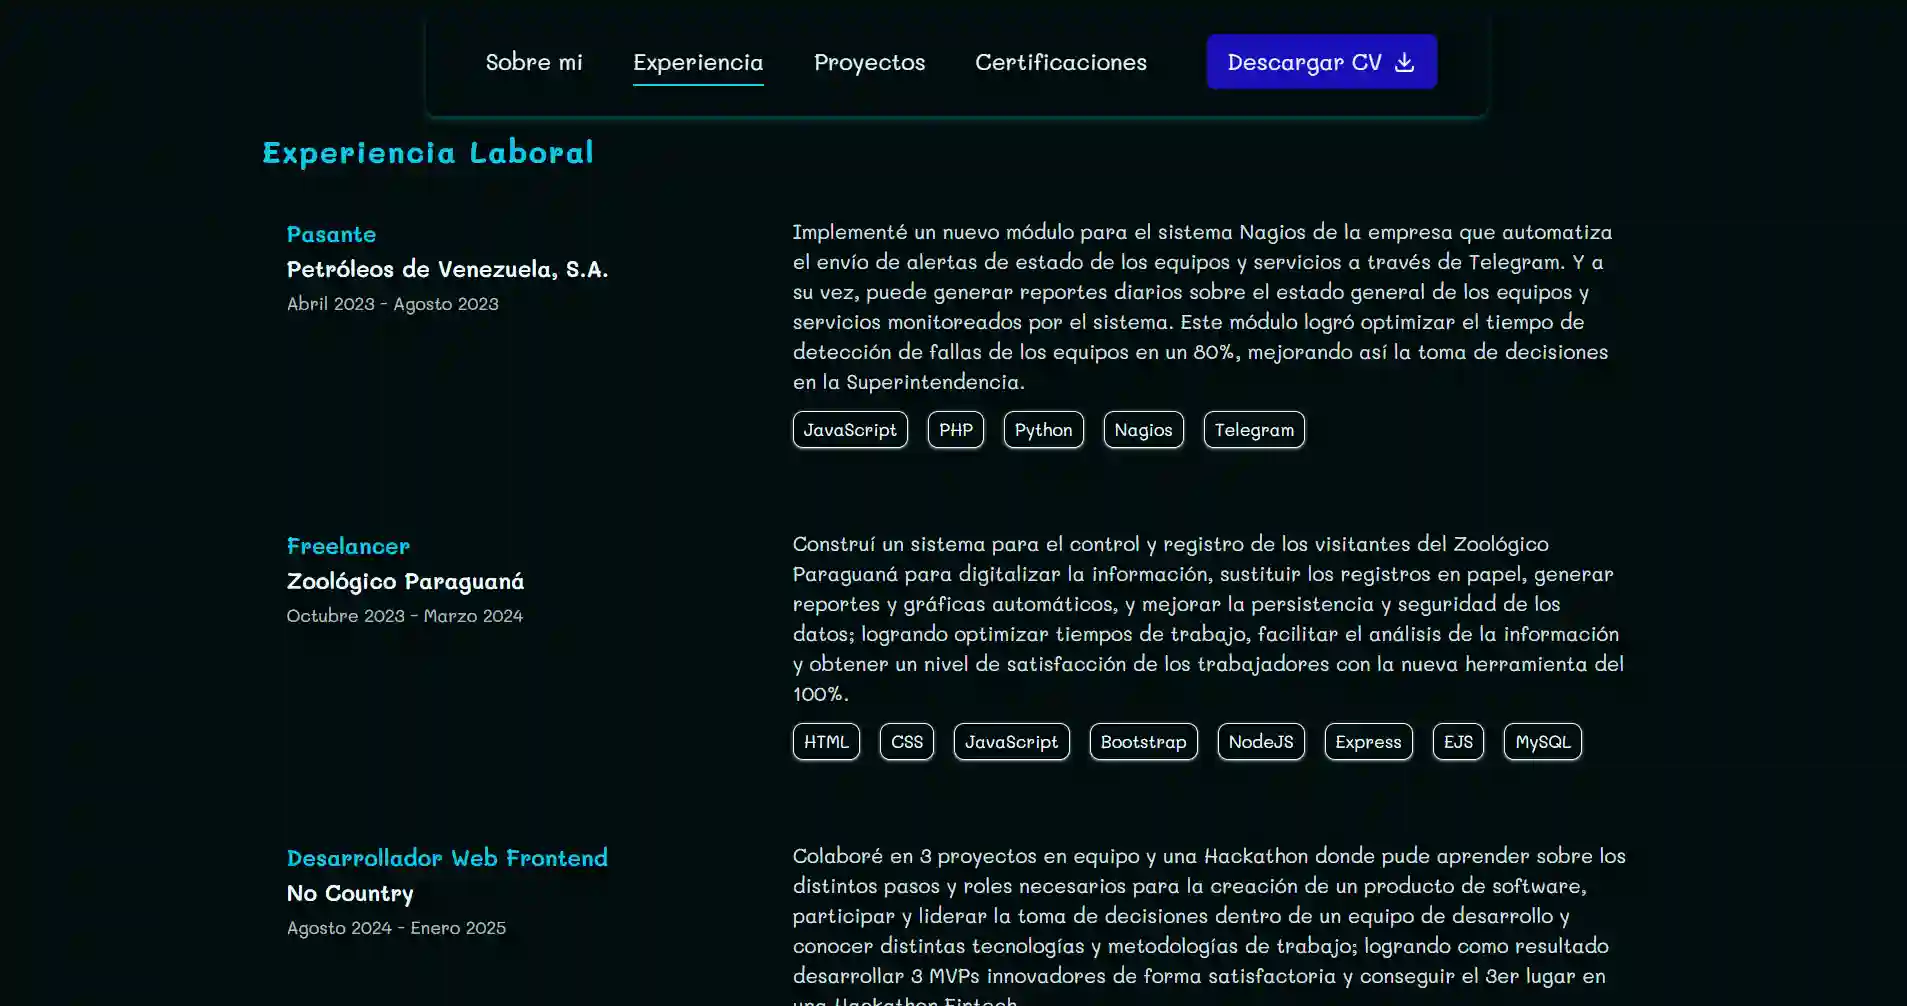 Sobre mi
Experiencia
Proyectos
Certificaciones
Descargar CV
Experiencia Laboral
Pasante
Petróleos de Venezuela, S.A.
Abril 2023 - Agosto 2023
Implementé un nuevo módulo para el sistema Nagios de la empresa que automatiza
el envío de alertas de estado de los equipos y servicios a través de Telegram. Y a
su vez, puede generar reportes diarios sobre el estado general de los equipos y
servicios monitoreados por el sistema. Este módulo logró optimizar el tiempo de
detección de fallas de los equipos en un 80%, mejorando así la toma de decisiones
en la Superintendencia.
JavaScript
PHP
Python
Nagios
Telegram
Freelancer
Zoológico Paraguaná
Octubre 2023 - Marzo 2024
Construí un sistema para el control y registro de los visitantes del Zoológico
Paraguaná para digitalizar la información, sustituir los registros en papel, generar
reportes y gráficas automáticos, y mejorar la persistencia y seguridad de los
datos; logrando optimizar tiempos de trabajo, facilitar el análisis de la información
y obtener un nivel de satisfacción de los trabajadores con la nueva herramienta del
100%.
HTML
CSS
JavaScript
Bootstrap
NodeJS
Express
EJS
MySQL
Desarrollador Web Frontend
No Country
Agosto 2024 - Enero 2025
Colaboré en 3 proyectos en equipo y una Hackathon donde pude aprender sobre los
distintos pasos y roles necesarios para la creación de un producto de software,
participar y liderar la toma de decisiones dentro de un equipo de desarrollo y
conocer distintas tecnologías y metodologías de trabajo; logrando como resultado
desarrollar 3 MVPs innovadores de forma satisfactoria y conseguir el 3er lugar en
una Hackathon Fintech.